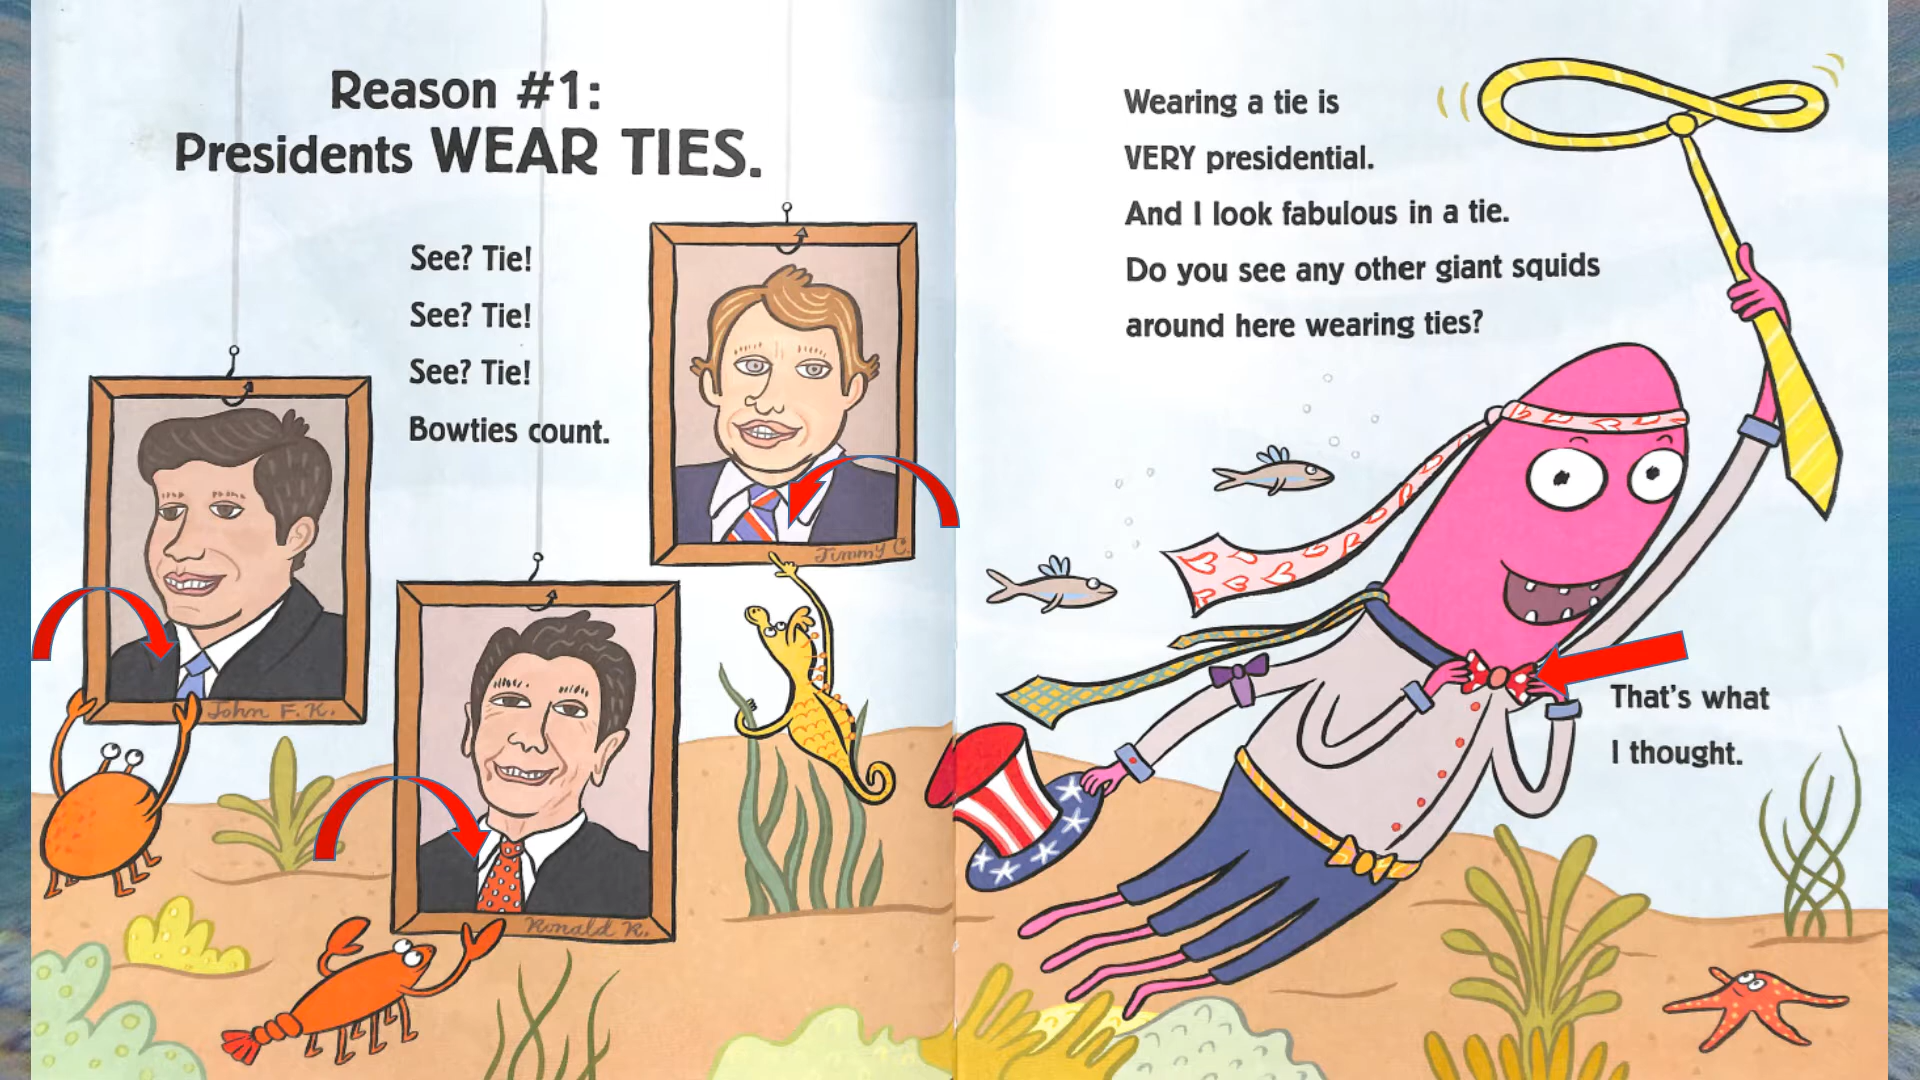 Reason #1:
Presidents WEAR TIES.
See? Tie!
See? Tie!
See? Tie!
Bowties count.
John F. K.
Ronald R.
Jimmy C.
Wearing a tie is
VERY presidential.
And I look fabulous in a tie.
Do you see any other giant squids
around here wearing ties?
That's what
I thought.